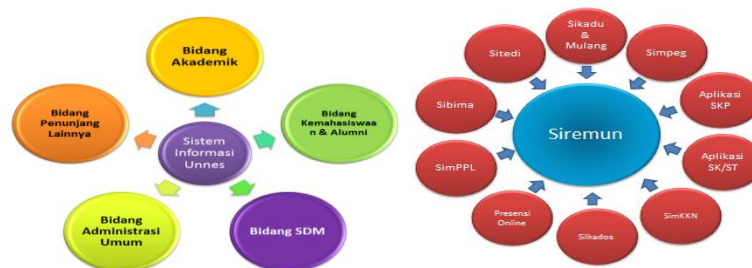 Bidang
Akademik
Bidang
Penunjang
Lainnya
Sistem
Informasi
Unnes
Bidang
Kemahasiswaa
n & Alumni
Bidang
Administrasi
Umum
Bidang SDM
Sikadu
&
Mulang
Sitedi
Simpeg
Sibima
Aplikasi
SKP
Siremun
SimPPL
Aplikasi
SK/ST
Presensi
Online
Silkados
SimKKN